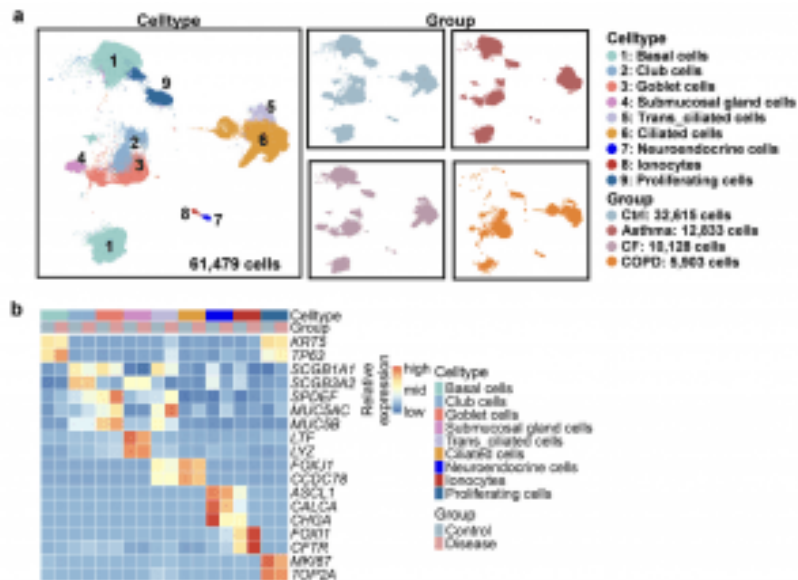 a
Celltype
Group
1
9
5
6
2
3
4
8
7
1
61,479 cells
Celltype
1: Basal cells
2: Club cells
3: Goblet cells
4: Submucosal gland cells
5: Trans_ciliated cells
6: Ciliated cells
7: Neuroendocrine cells
8: Ionocytes
9: Proliferating cells
Group
Ctrl: 32,615 cells
Asthma: 12,833 cells
CF: 10,128 cells
COPD: 5,903 cells
b
Celltype
Group
KRT5
TP63
SCGB1A1
SCGB3A2
SPDEF
MUC5AC
MUC5B
LTF
LYZ
FOXJ1
CCDC78
ASCL1
CALCA
CHGA
FOXI1
CFTR
MKI67
TOP2A
Relative
expression
high
mid
low
Celltype
Basal cells
Club cells
Goblet cells
Submucosal gland cells
Trans_ciliated cells
Ciliated cells
Neuroendocrine cells
Ionocytes
Proliferating cells
Group
Control
Disease